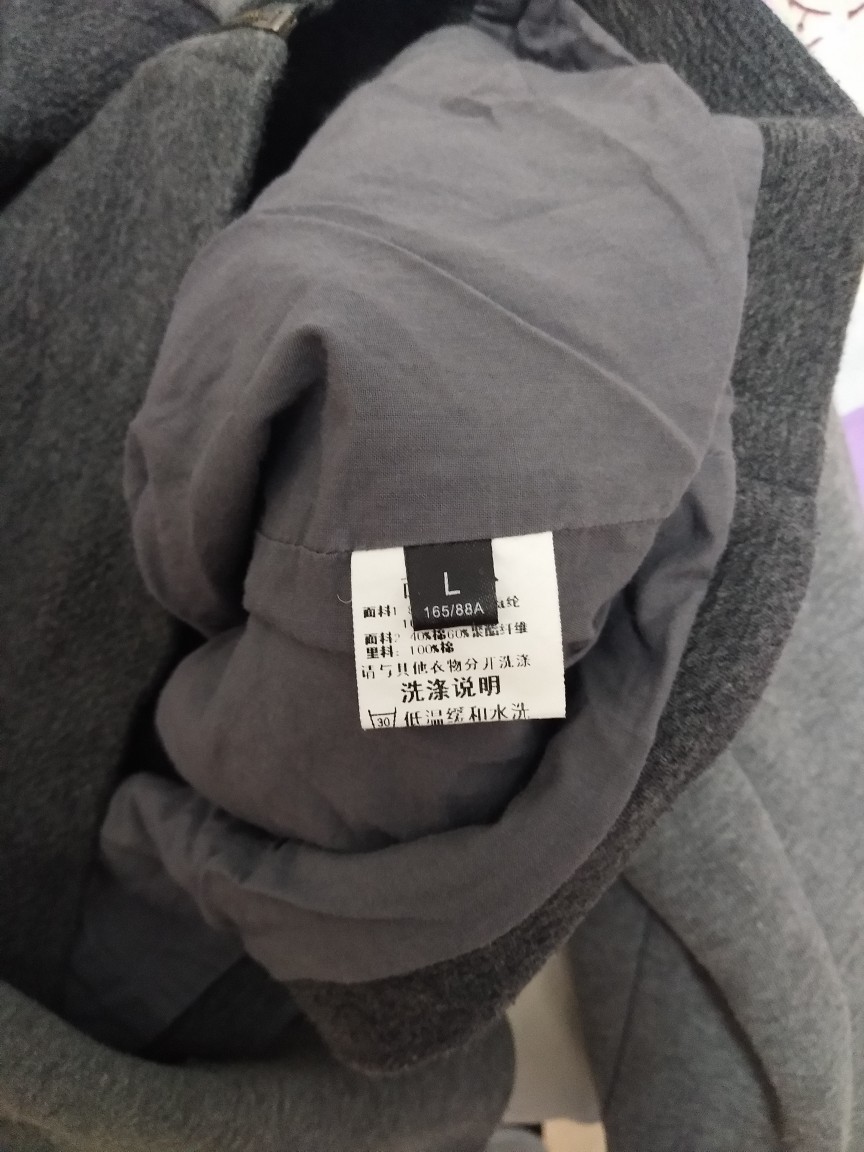 L
165/88A
面料1
纶
面料2 40%棉60%聚酯纤维
里料: 100%棉
请与其他衣物分开洗涤
洗涤说明
30 低温缓和水洗